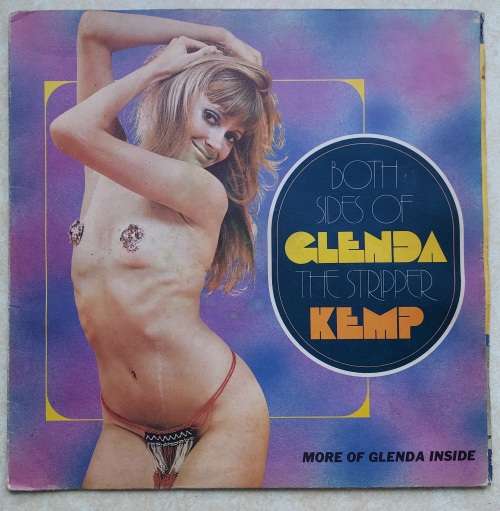 BOTH
SIDES OF
GLENDA
THE STRIPPER
KEMP
MORE OF GLENDA INSIDE